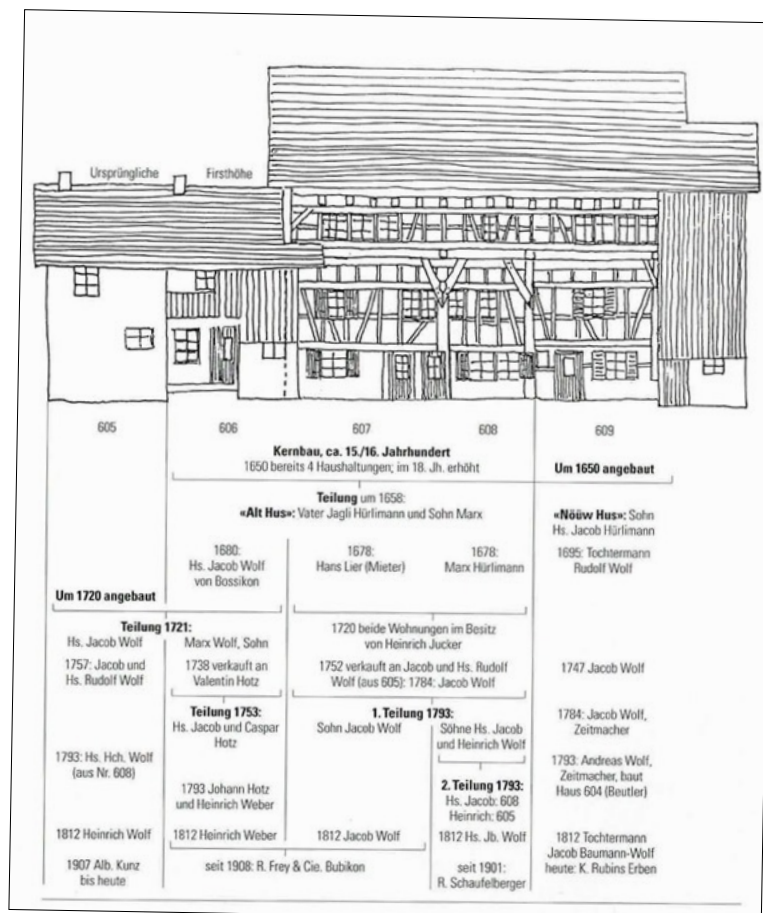 Ursprüngliche Firsthöhe
605 606 607 608 609
Kernbau, ca. 15./16. Jahrhundert
1650 bereits 4 Haushaltungen; im 18. Jh. erhöht
Um 1650 angebaut
Teilung um 1658:
«Alt Hus»: Vater Jagli Hürlimann und Sohn Marx
«Nöüw Hus»: Sohn
Hs. Jacob Hürlimann
1680:
Hs. Jacob Wolf
von Bossikon
1678:
Hans Lier (Mieter)
1678:
Marx Hürlimann
1695: Tochtermann
Rudolf Wolf
Um 1720 angebaut
Teilung 1721:
Hs. Jacob Wolf
Marx Wolf, Sohn
1720 beide Wohnungen im Besitz
von Heinrich Jucker
1757: Jacob und
Hs. Rudolf Wolf
1738 verkauft an
Valentin Hotz
1752 verkauft an Jacob und Hs. Rudolf
Wolf (aus 605); 1784: Jacob Wolf
1747 Jacob Wolf
Teilung 1753:
Hs. Jacob und Caspar
Hotz
1. Teilung 1793:
Sohn Jacob Wolf
Söhne Hs. Jacob
und Heinrich Wolf
1784: Jacob Wolf,
Zeitmacher
1793: Hs. Hch. Wolf
(aus Nr. 608)
1793 Johann Hotz
und Heinrich Weber
2. Teilung 1793:
Hs. Jacob: 608
Heinrich: 605
1793: Andreas Wolf,
Zeitmacher, baut
Haus 604 (Beutler)
1812 Heinrich Wolf
1812 Heinrich Weber
1812 Jacob Wolf
1812 Hs. Jb. Wolf
1812 Tochtermann
Jacob Baumann-Wolf
heute: K. Rubins Erben
1907 Alb. Kunz
bis heute
seit 1908: R. Frey & Cie. Bubikon
seit 1901:
R. Schaufelberger